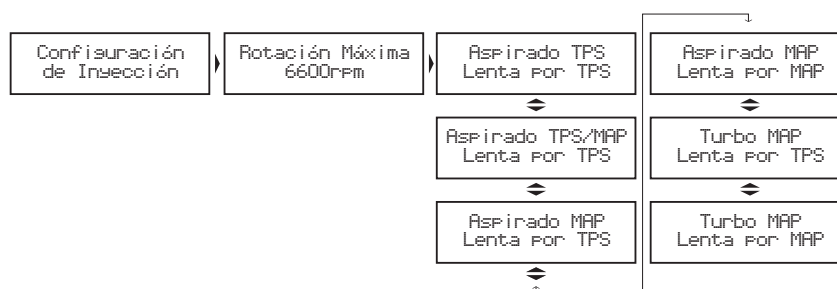 Configuración
de Inyección
Rotación Máxima
6600rpm
Aspirado TPS
Lenta por TPS
Aspirado TPS/MAP
Lenta por TPS
Aspirado MAP
Lenta por TPS
Aspirado MAP
Lenta por MAP
Turbo MAP
Lenta por TPS
Turbo MAP
Lenta por MAP